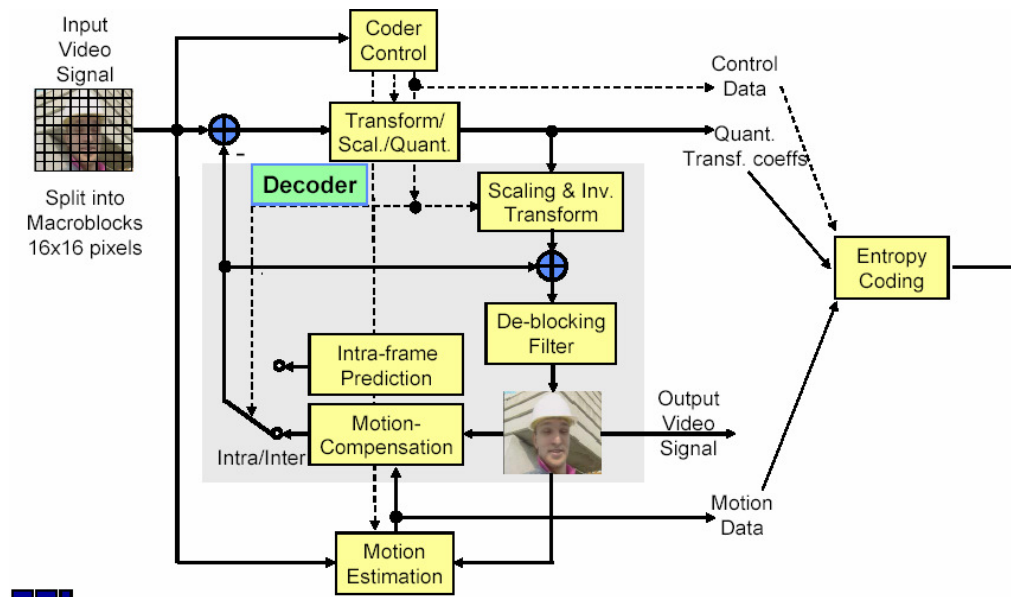 Input
Video
Signal
Coder
Control
Control
Data
Transform/
Scal./Quant.
Quant.
Transf. coeffs
-
Decoder
Split into
Macroblocks
16x16 pixels
Scaling & Inv.
Transform
Entropy
Coding
De-blocking
Filter
Intra-frame
Prediction
Motion-
Compensation
Output
Video
Signal
Intra/Inter
Motion
Data
Motion
Estimation